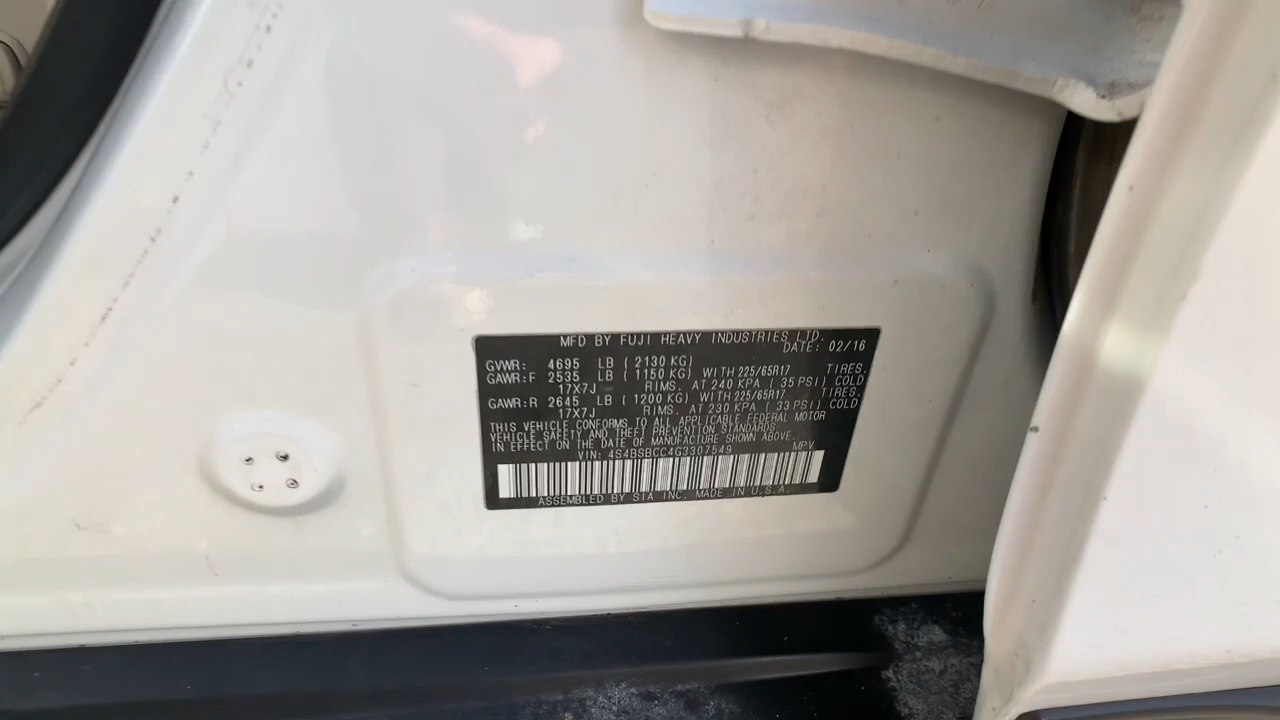 MFD BY FUJI HEAVY INDUSTRIES LTD.
DATE: 02/16
GVWR: 4695 LB ( 2130 KG)
GAWR:F 2535 LB ( 1150 KG) WITH 225/65R17 TIRES.
17X7J RIMS. AT 240 KPA ( 35 PSI) COLD
GAWR:R 2645 LB ( 1200 KG) WITH 225/65R17 TIRES.
17X7J RIMS. AT 230 KPA ( 33 PSI) COLD
THIS VEHICLE CONFORMS TO ALL APPLICABLE FEDERAL MOTOR
VEHICLE SAFETY AND THEFT PREVENTION STANDARDS
IN EFFECT ON THE DATE OF MANUFACTURE SHOWN ABOVE.
VIN: 4S4BSBCC4G3307549 MPV
ASSEMBLED BY SIA INC. MADE IN U.S.A.